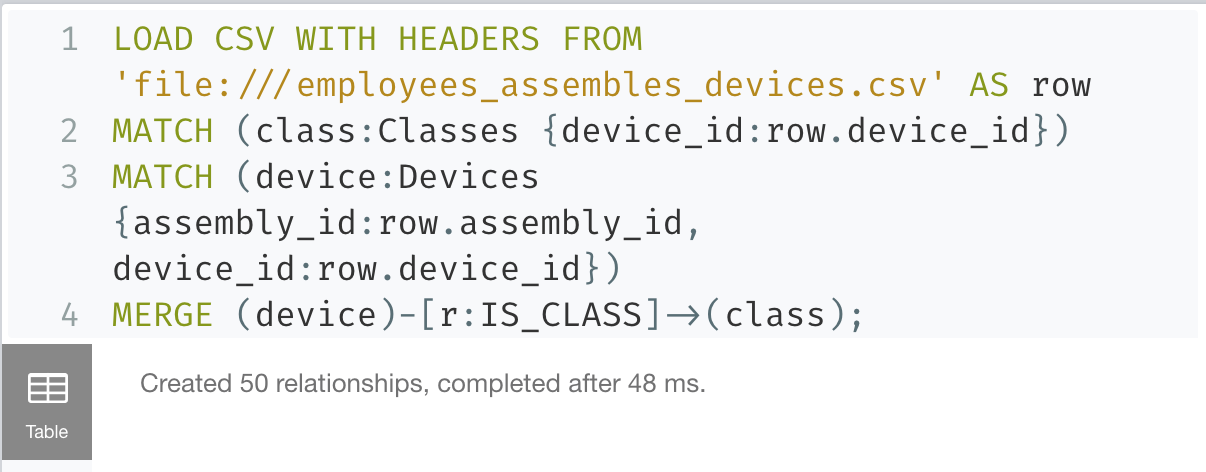 1 LOAD CSV WITH HEADERS FROM
'file:///employees_assembles_devices.csv' AS row
2 MATCH (class:Classes {device_id:row.device_id})
3 MATCH (device:Devices
{assembly_id:row.assembly_id,
device_id:row.device_id})
4 MERGE (device)-[r:IS_CLASS]->(class);
Created 50 relationships, completed after 48 ms.
Table